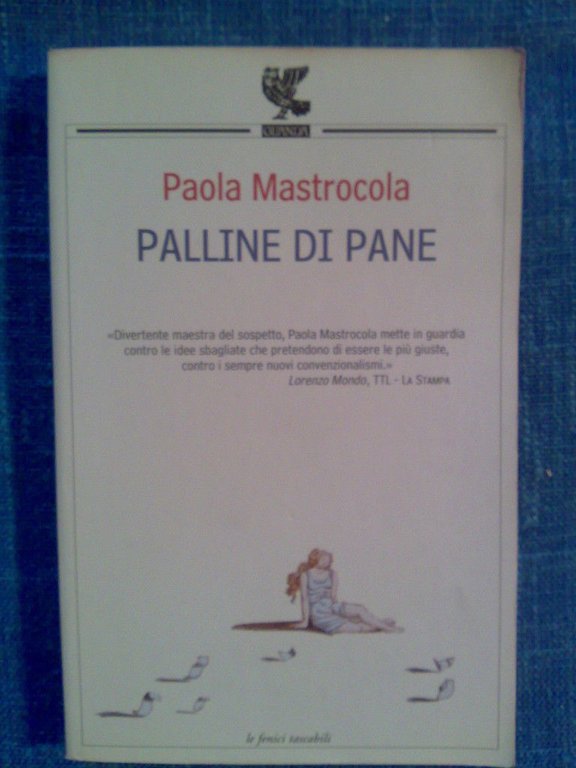 GUANDA
Paola Mastrocola
PALLINE DI PANE
«Divertente maestra del sospetto, Paola Mastrocola mette in guardia
contro le idee sbagliate che pretendono di essere le più giuste,
contro i sempre nuovi convenzionalismi.»
Lorenzo Mondo, TTL - LA STAMPA
le fenici tascabili